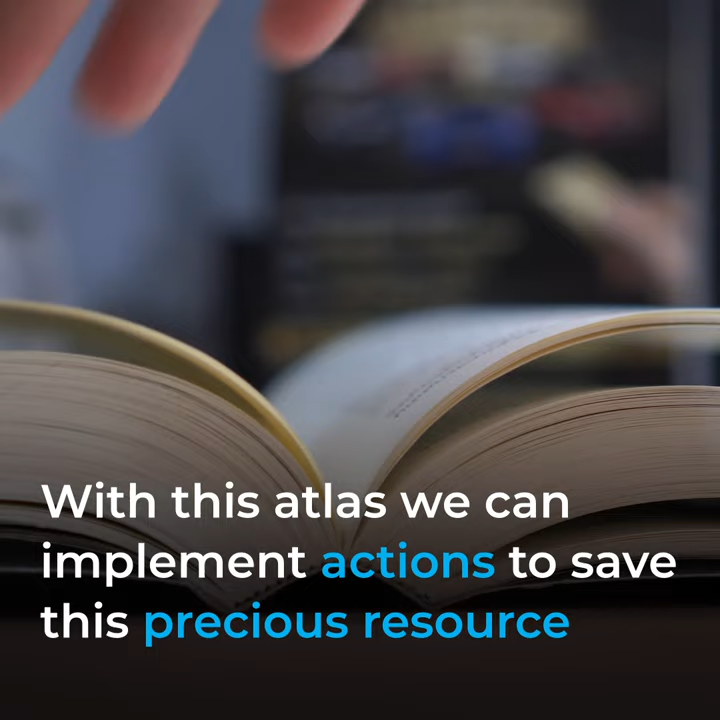 With this atlas we can
implement actions to save
this precious resource